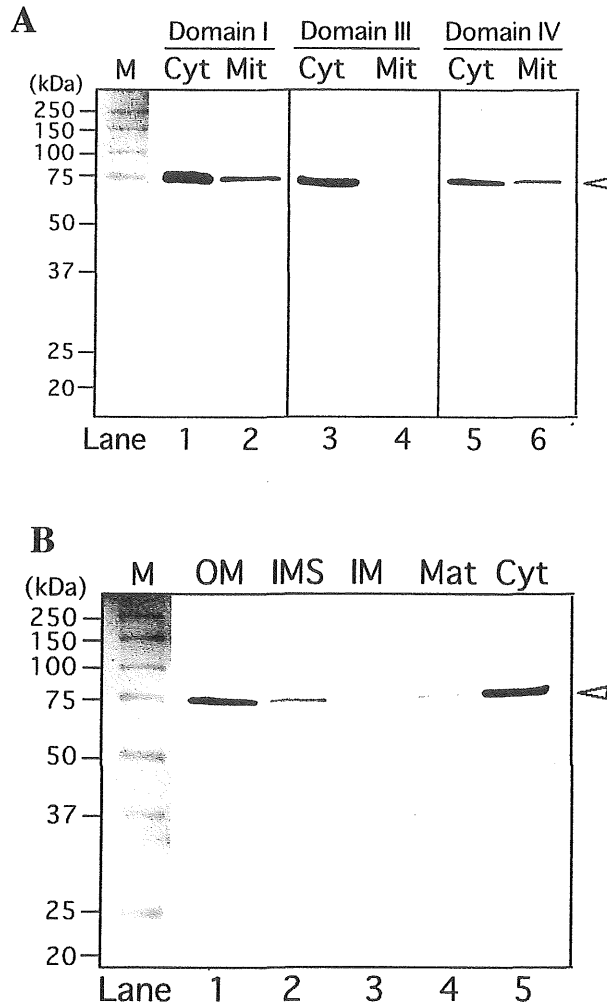 A
Domain I Domain III Domain IV
(kDa) M Cyt Mit Cyt Mit Cyt Mit
250
150
100
75
50
37
25
20
Lane 1 2 3 4 5 6
B
(kDa) M OM IMS IM Mat Cyt
250
150
100
75
50
37
25
20
Lane 1 2 3 4 5